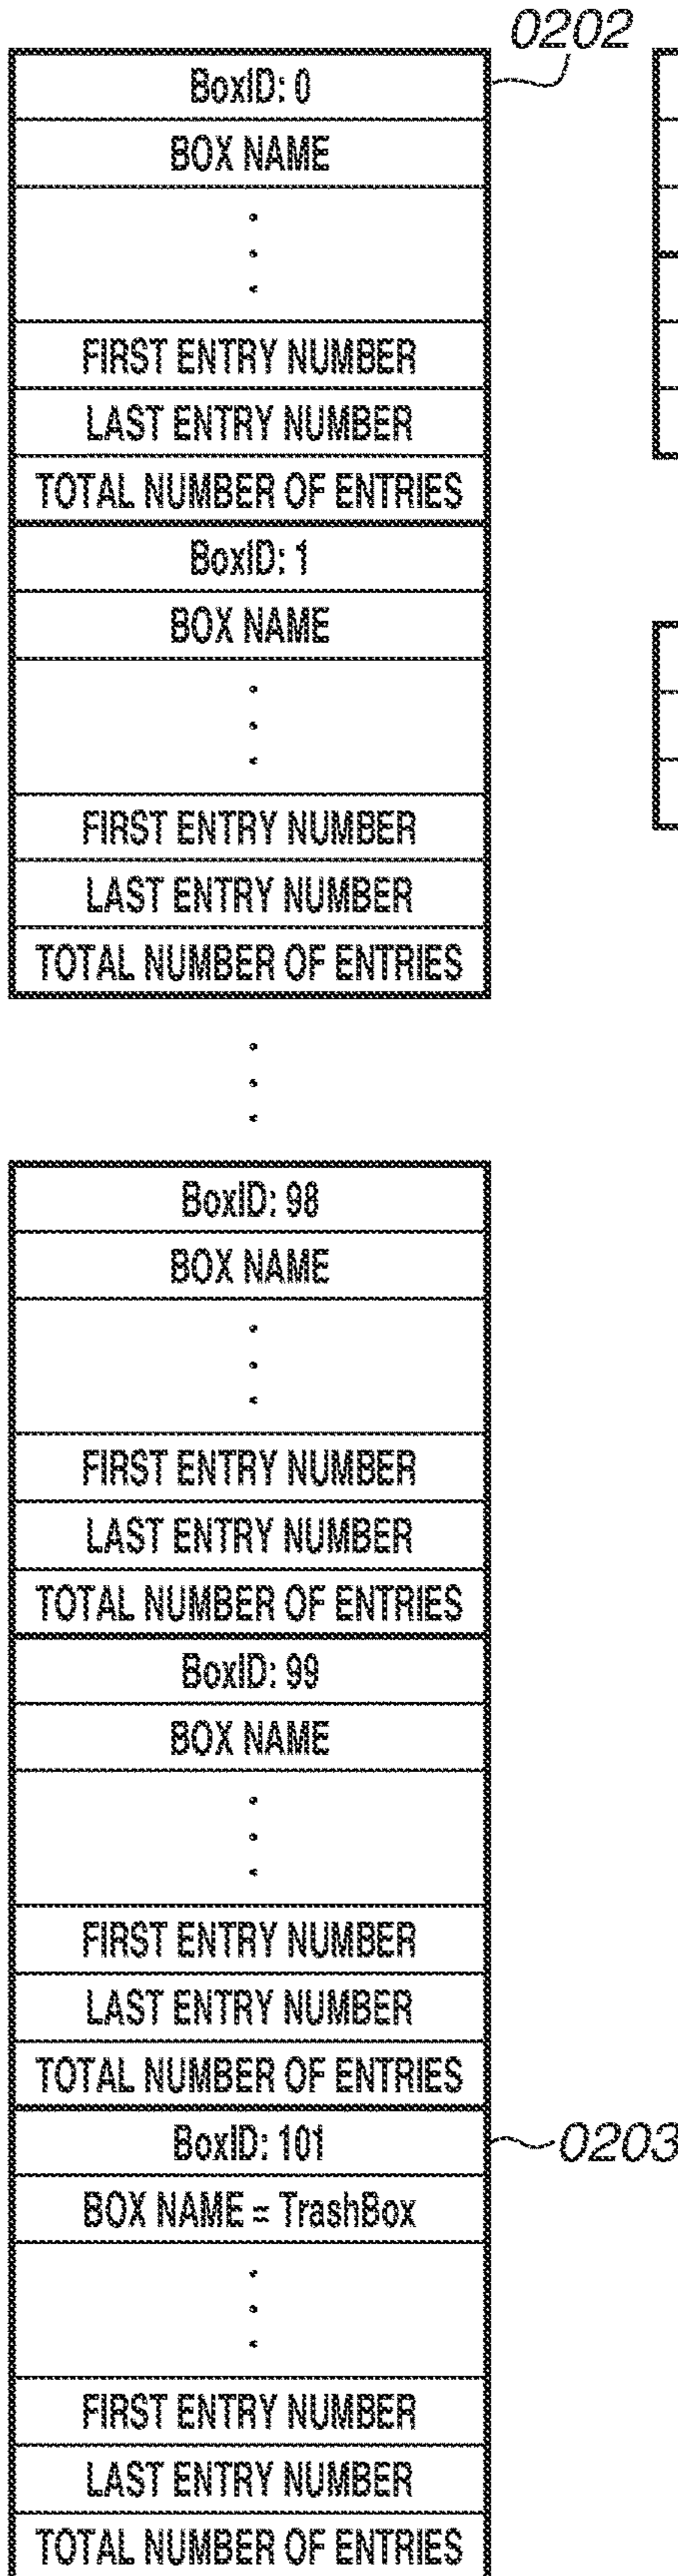 0202
BoxID: 0
BOX NAME
FIRST ENTRY NUMBER
LAST ENTRY NUMBER
TOTAL NUMBER OF ENTRIES
BoxID: 1
BOX NAME
FIRST ENTRY NUMBER
LAST ENTRY NUMBER
TOTAL NUMBER OF ENTRIES
BoxID: 98
BOX NAME
FIRST ENTRY NUMBER
LAST ENTRY NUMBER
TOTAL NUMBER OF ENTRIES
BoxID: 99
BOX NAME
FIRST ENTRY NUMBER
LAST ENTRY NUMBER
TOTAL NUMBER OF ENTRIES
BoxID: 101
0203
BOX NAME = TrashBox
FIRST ENTRY NUMBER
LAST ENTRY NUMBER
TOTAL NUMBER OF ENTRIES